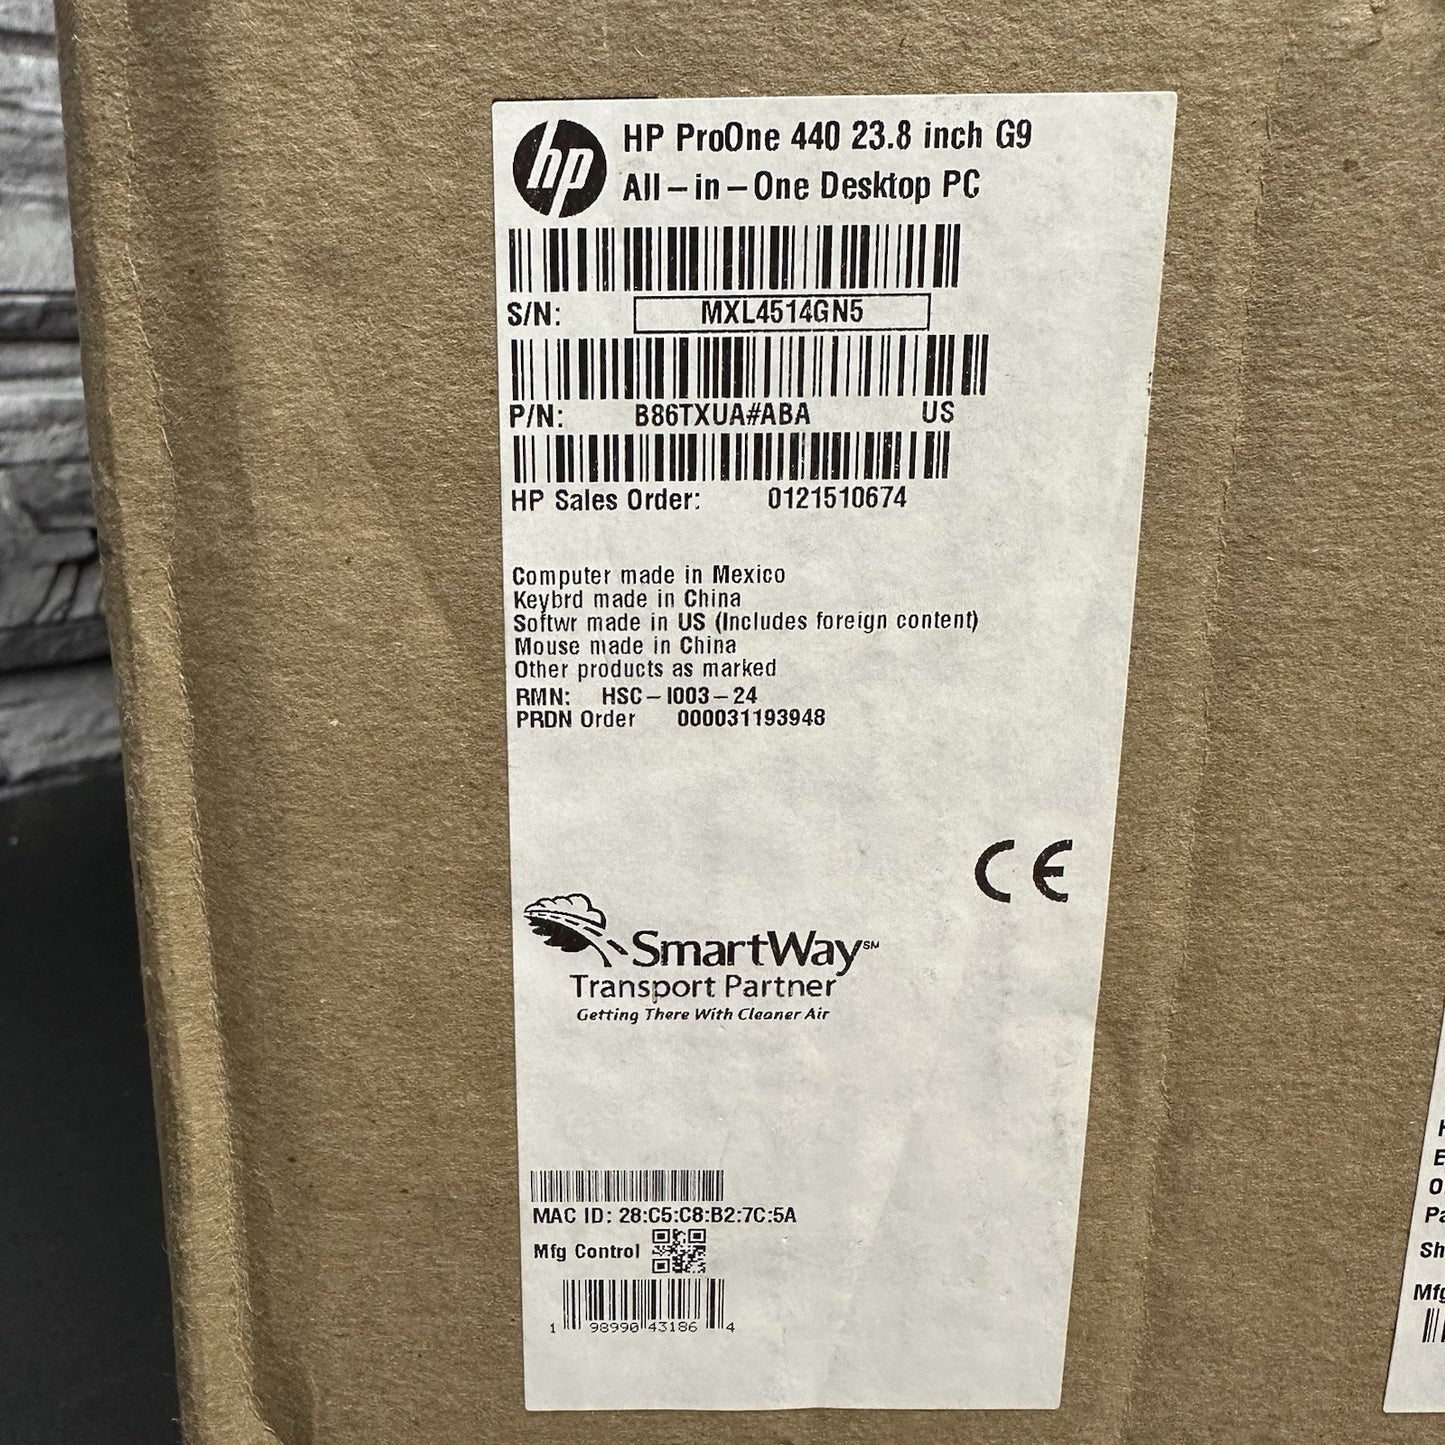 hp
HP ProOne 440 23.8 inch G9
All-in-One Desktop PC
S/N: MXL4514GN5
P/N: B86TXUA#ABA US
HP Sales Order: 0121510674
Computer made in Mexico
Keybrd made in China
Softwr made in US (Includes foreign content)
Mouse made in China
Other products as marked
RMN: HSC-I003-24
PRDN Order 000031193948
CE
SmartWay℠
Transport Partner
Getting There With Cleaner Air
MAC ID: 28:C5:C8:B2:7C:5A
Mfg Control
1 98990 43186 4
Mfg